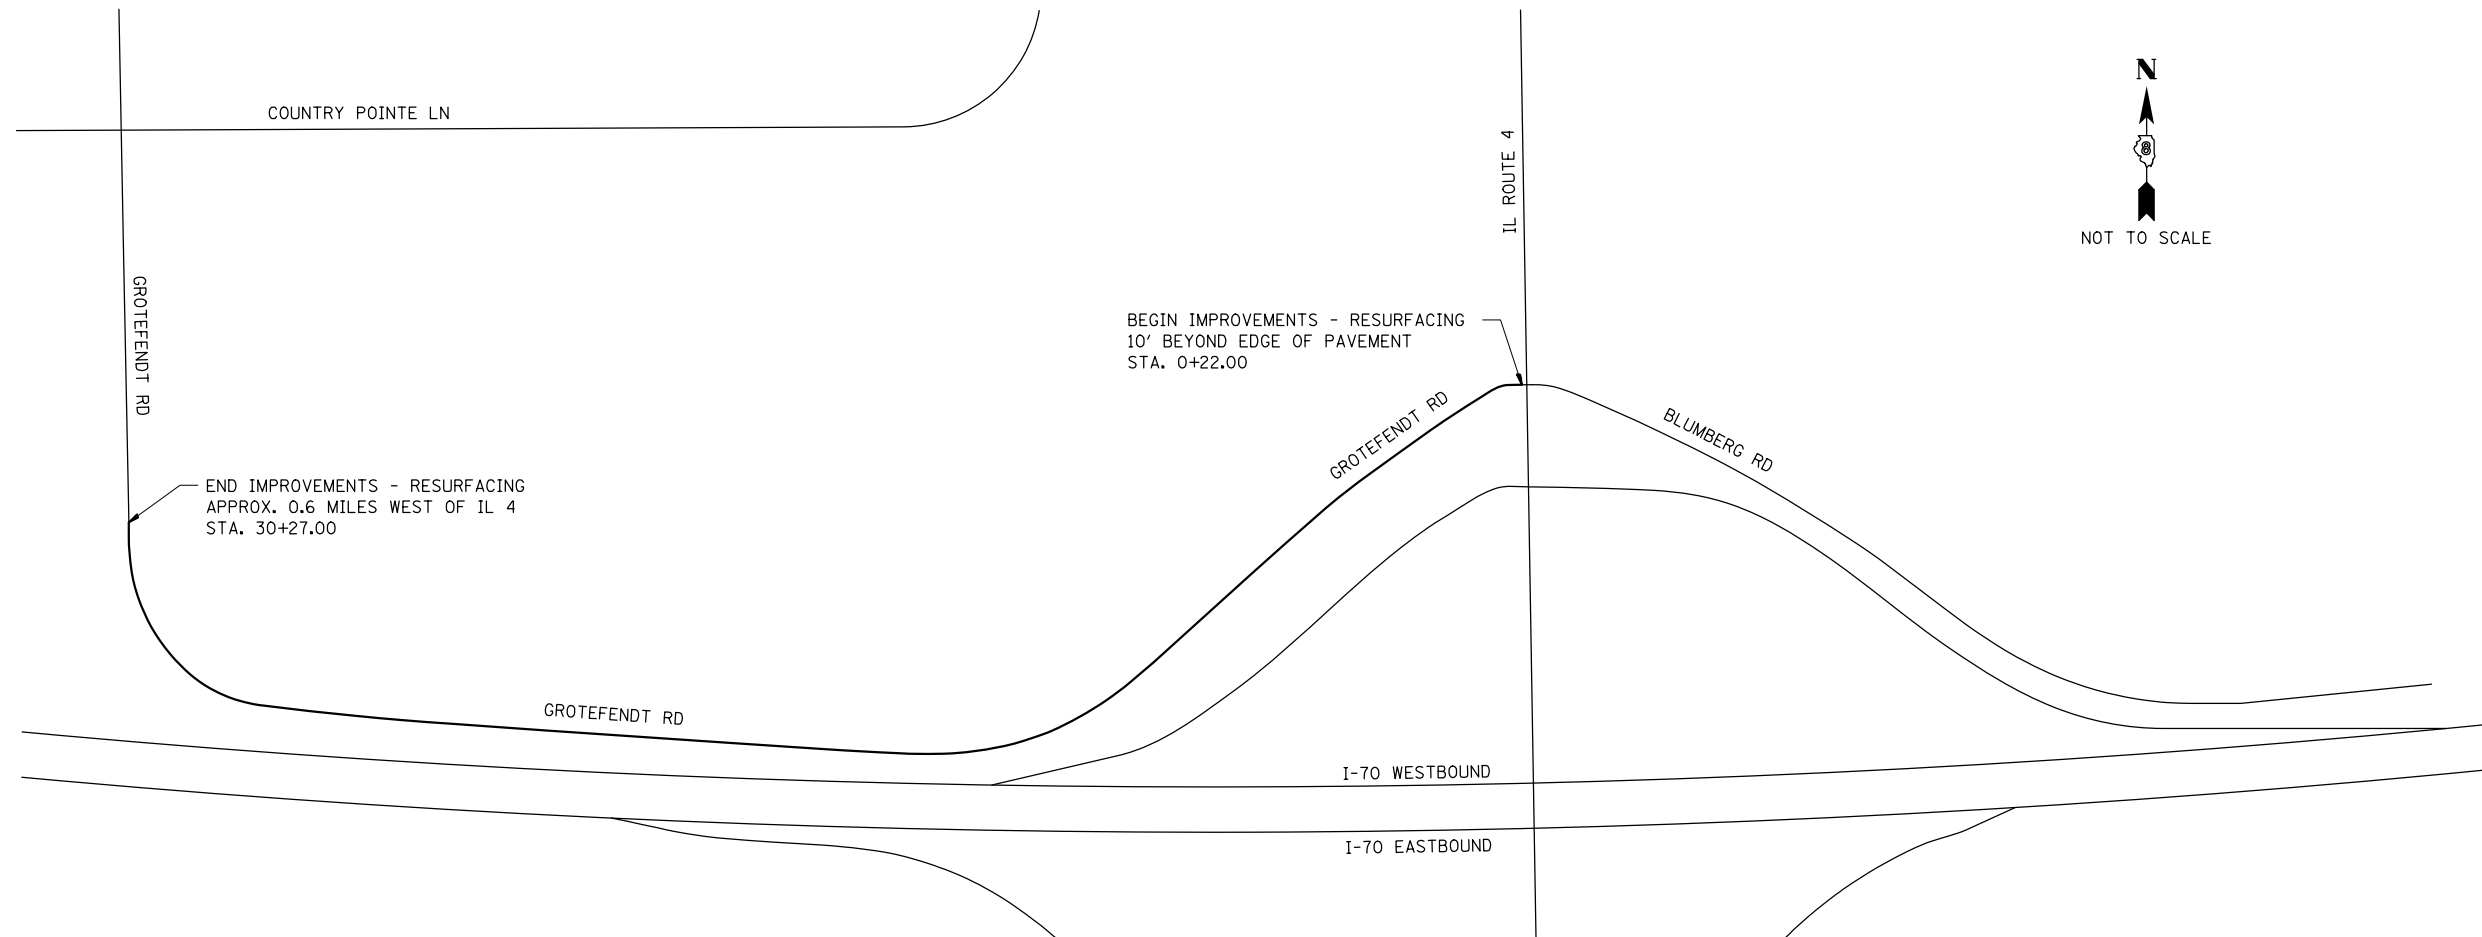 COUNTRY POINTE LN
N
8
NOT TO SCALE
IL ROUTE 4
GROTEFENDT RD
BEGIN IMPROVEMENTS - RESURFACING
10' BEYOND EDGE OF PAVEMENT
STA. 0+22.00
GROTEFENDT RD
BLUMBERG RD
END IMPROVEMENTS - RESURFACING
APPROX. 0.6 MILES WEST OF IL 4
STA. 30+27.00
GROTEFENDT RD
I-70 WESTBOUND
I-70 EASTBOUND